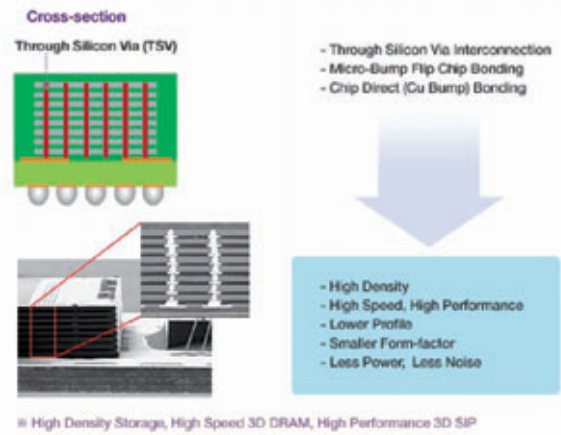 Cross-section
Through Silicon Via (TSV)
- Through Silicon Via Interconnection
- Micro-Bump Flip Chip Bonding
- Chip Direct (Cu Bump) Bonding
- High Density
- High Speed, High Performance
- Lower Profile
- Smaller Form-factor
- Less Power, Less Noise
※ High Density Storage, High Speed 3D DRAM, High Performance 3D SIP